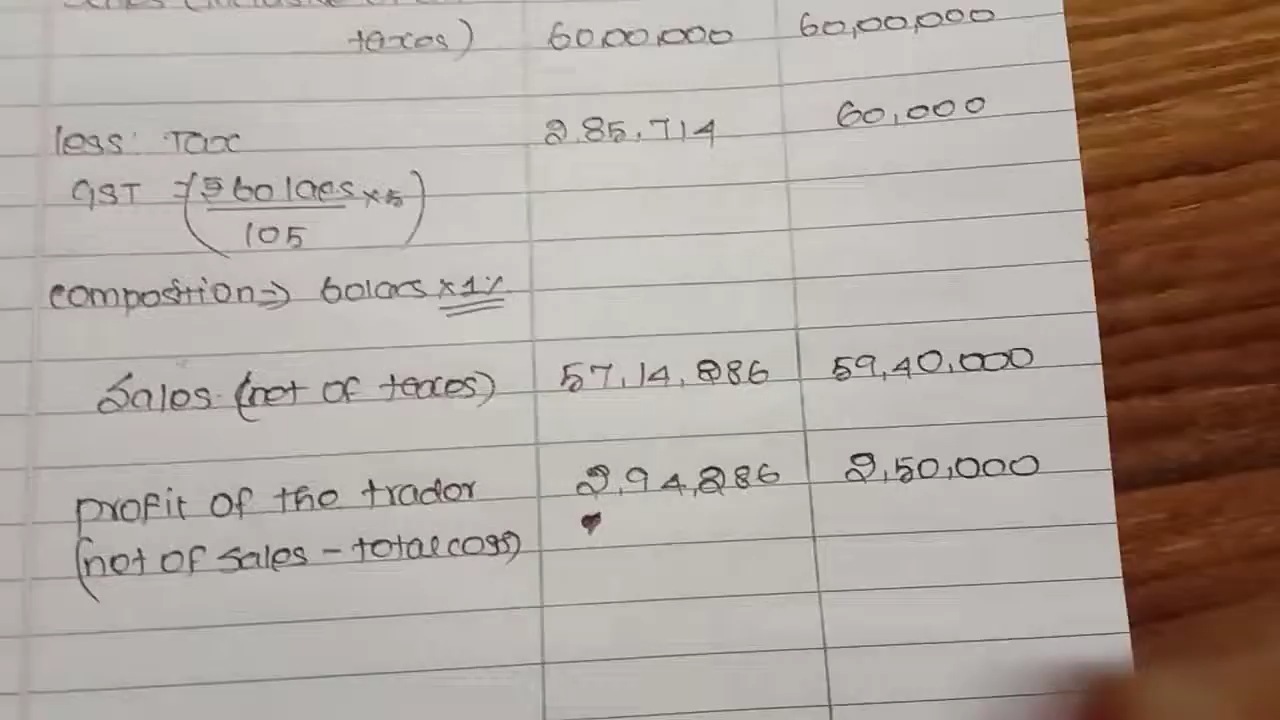 taxes) 60,00,000 60,00,000
less: Tax 2,85,714 60,000
GST = (60 lacs × 5
105)
composition => 60 lacs × 1%
Sales (net of taxes) 57,14,286 59,40,000
profit of the trader 2,94,286 2,50,000
(net of sales - total cost)